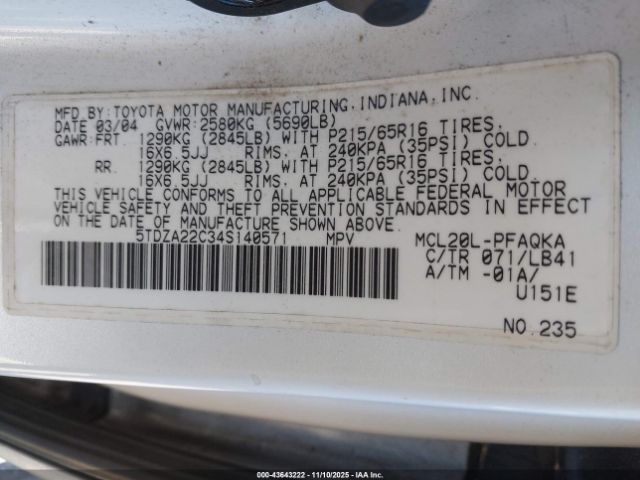 MFD.BY:TOYOTA MOTOR MANUFACTURING,INDIANA,INC.
DATE 03/04 GVWR:2580KG (5690LB)
GAWR:FRT 1290KG (2845LB) WITH P215/65R16 TIRES,
16X6.5JJ RIMS, AT 240KPA (35PSI) COLD
RR 1290KG (2845LB) WITH P215/65R16 TIRES,
16X6.5JJ RIMS, AT 240KPA (35PSI) COLD
THIS VEHICLE CONFORMS TO ALL APPLICABLE FEDERAL MOTOR
VEHICLE SAFETY AND THEFT PREVENTION STANDARDS IN EFFECT
ON THE DATE OF MANUFACTURE SHOWN ABOVE.
5TDZA22C34S140571 MPV MCL20L-PFAQKA
C/TR 071/LB41
A/TM -01A/
U151E
NO.235
00-43643222 - 11/10/2025 - IAA Inc.